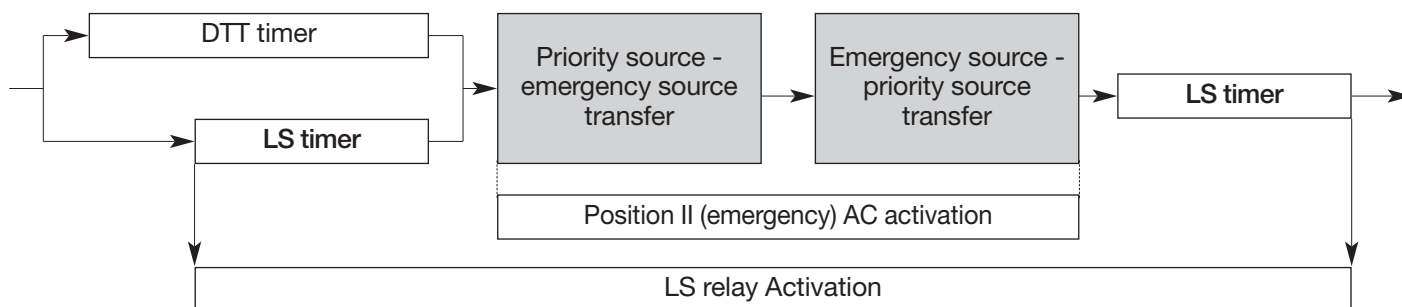 DTT timer
LS timer
Priority source -
emergency source
transfer
Emergency source -
priority source
transfer
LS timer
Position II (emergency) AC activation
LS relay Activation